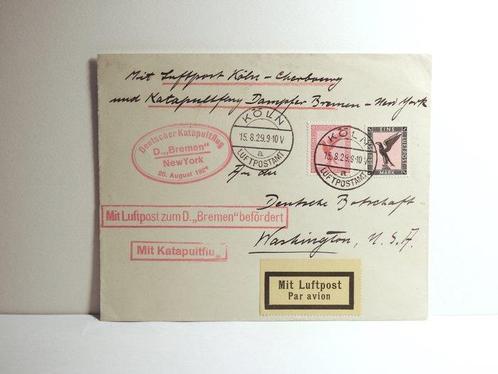 Mit Luftpost Köln - Cherbourg
und Katapultflug Dampfer Bremen - New York
Deutscher Katapultflug
D. „Bremen"
New York
20. August 1929
KÖLN
15.8.29.9-10 V
a
LUFTPOSTAMT
KÖLN
15.8.29.9-10 V
a
LUFTPOSTAMT
EINE
MARK
An die
Deutsche Botschaft
Washington, U.S.A.
Mit Luftpost zum D. „Bremen" befördert
Mit Katapultflu
Mit Luftpost
Par avion